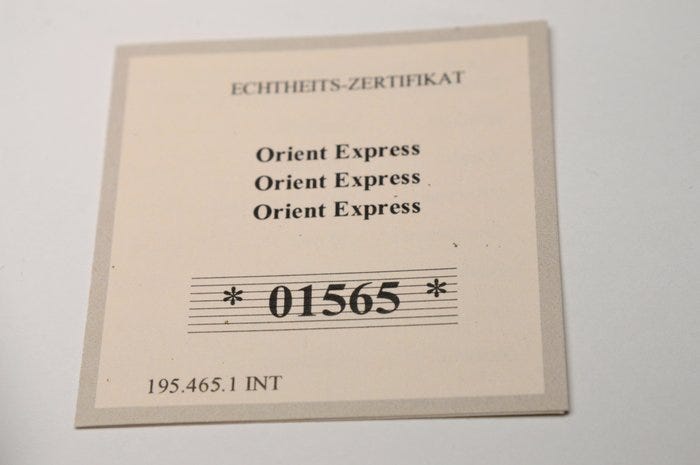 ECHTHEITS-ZERTIFIKAT
Orient Express
Orient Express
Orient Express
* 01565 *
195.465.1 INT